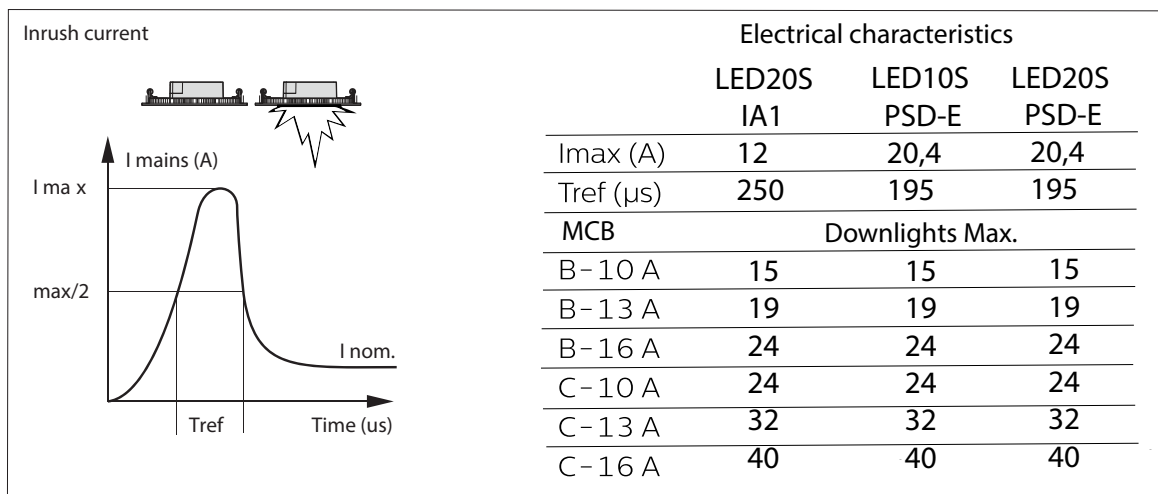 Inrush current
I mains (A)
I ma x
max/2
I nom.
Tref
Time (us)
Electrical characteristics
LED20S LED10S LED20S
IA1 PSD-E PSD-E
Imax (A) 12 20,4 20,4
Tref (µs) 250 195 195
MCB Downlights Max.
B-10 A 15 15 15
B-13 A 19 19 19
B-16 A 24 24 24
C-10 A 24 24 24
C-13 A 32 32 32
C-16 A 40 40 40